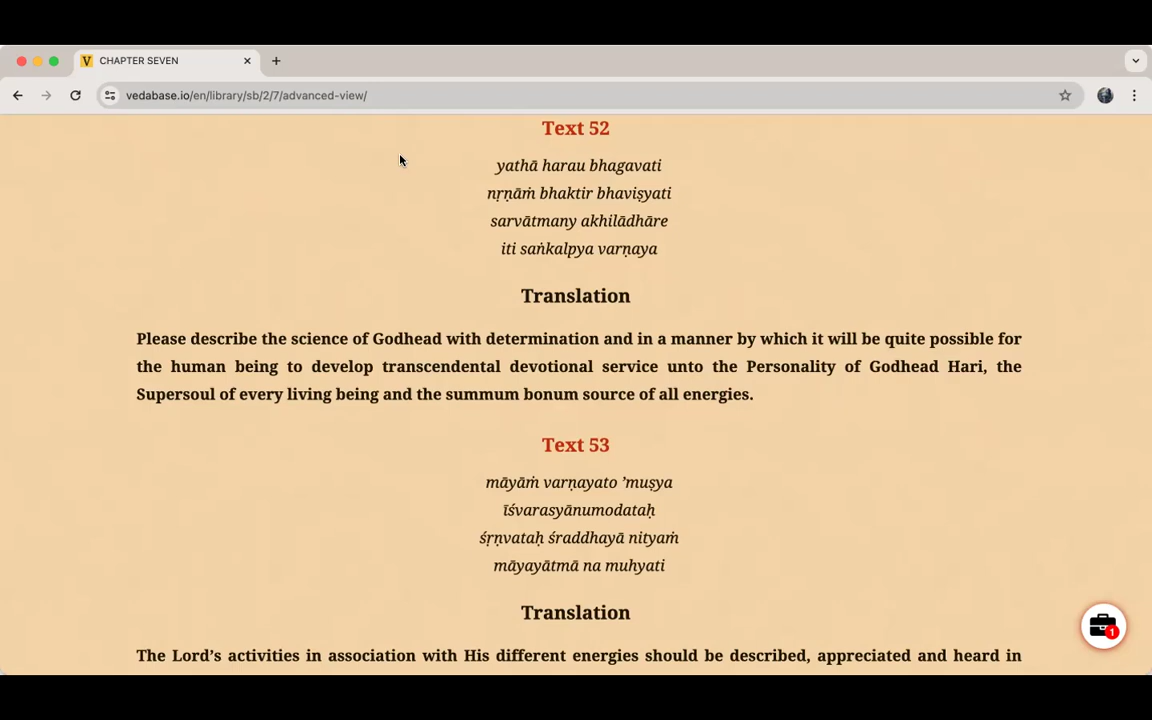 CHAPTER SEVEN
vedabase.io/en/library/sb/2/7/advanced-view/
Text 52
yathā harau bhagavati
nṛṇāṁ bhaktir bhaviṣyati
sarvātmany akhilādhāre
iti saṅkalpya varṇaya
Translation
Please describe the science of Godhead with determination and in a manner by which it will be quite possible for
the human being to develop transcendental devotional service unto the Personality of Godhead Hari, the
Supersoul of every living being and the summum bonum source of all energies.
Text 53
māyāṁ varṇayato ’muṣya
īśvarasyānumodataḥ
śṛṇvataḥ śraddhayā nityaṁ
māyayātmā na muhyati
Translation
The Lord’s activities in association with His different energies should be described, appreciated and heard in
1